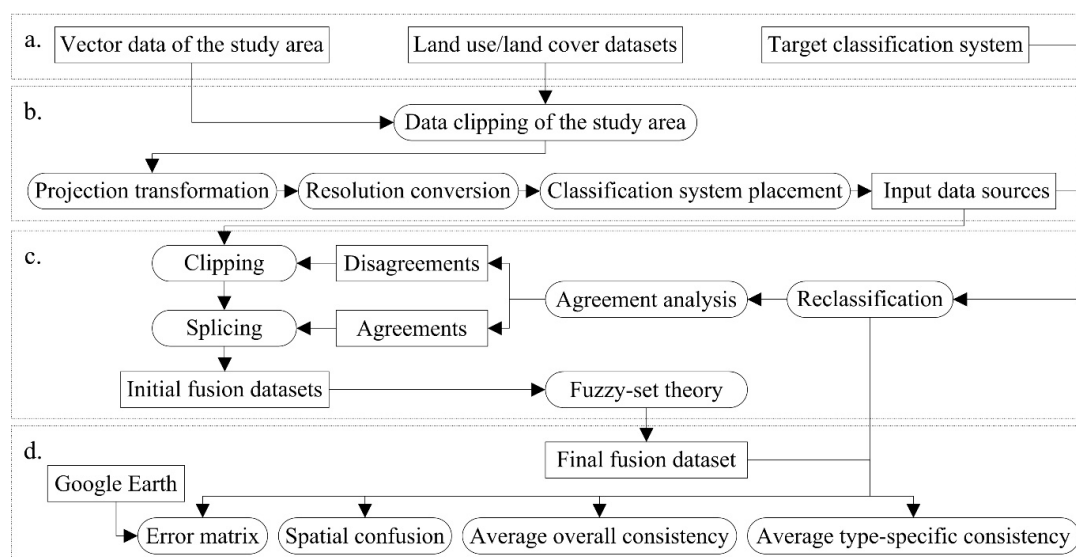 a.
Vector data of the study area
Land use/land cover datasets
Target classification system
b.
Data clipping of the study area
Projection transformation
Resolution conversion
Classification system placement
Input data sources
c.
Clipping
Disagreements
Agreement analysis
Reclassification
Splicing
Agreements
Initial fusion datasets
Fuzzy-set theory
d.
Final fusion dataset
Google Earth
Error matrix
Spatial confusion
Average overall consistency
Average type-specific consistency